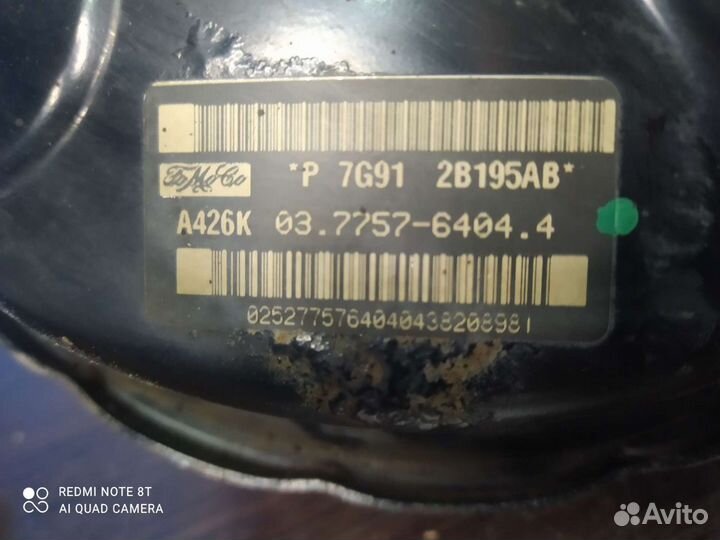 FoMoCo *P 7G91 2B195AB*
A426K 03.7757-6404.4
0252775764040438208981
REDMI NOTE 8T
AI QUAD CAMERA
Avito